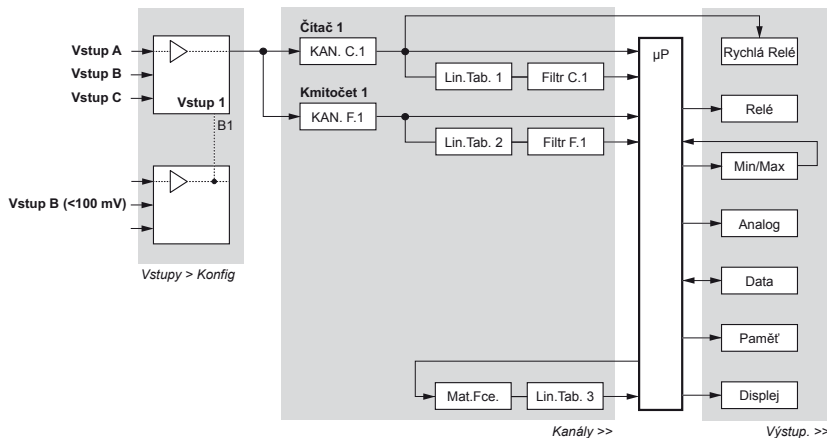 Čítač 1
Vstup A
KAN. C.1
µP
Rychlá Relé
Vstup B
Lin.Tab. 1
Filtr C.1
Vstup C
Vstup 1
Kmitočet 1
KAN. F.1
Relé
B1
Lin.Tab. 2
Filtr F.1
Min/Max
Vstup B (<100 mV)
Analog
Vstupy > Konfig
Data
Paměť
Mat.Fce.
Lin.Tab. 3
Displej
Kanály >>
Výstup. >>